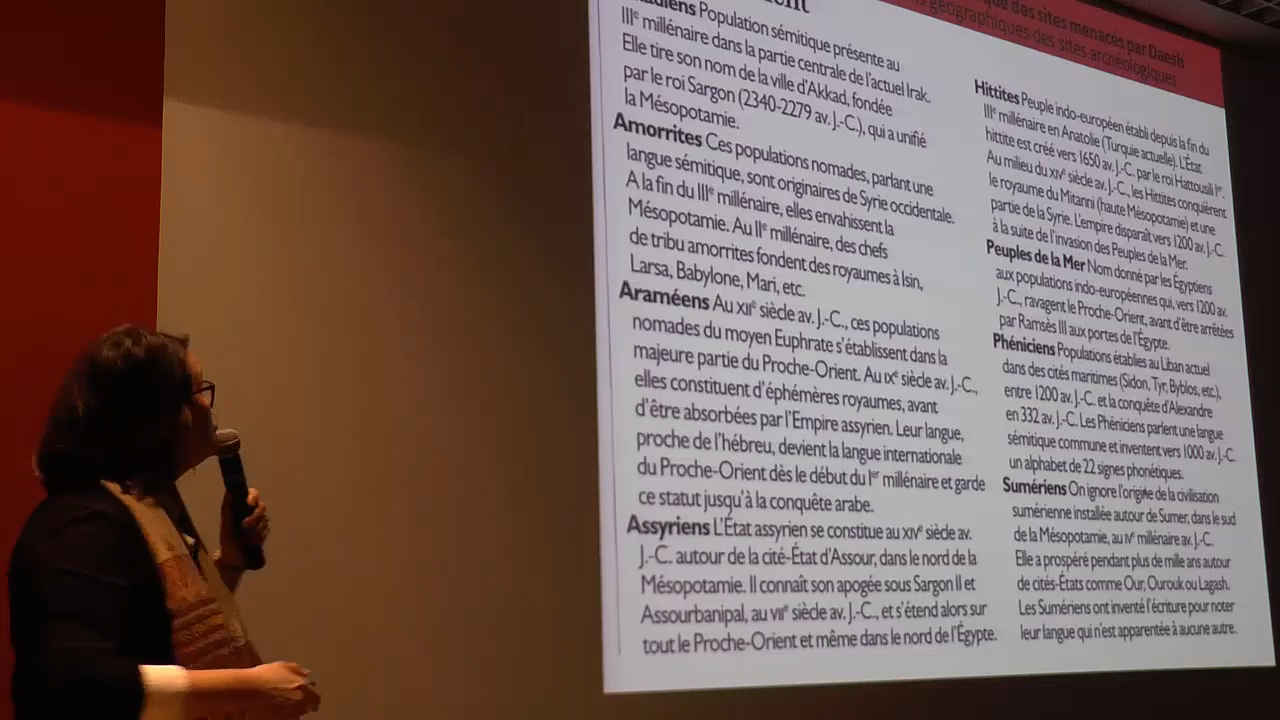 des sites menacés par Daesh
géographiques des sites archéologiques
Population sémitique présente au
IIIe millénaire dans la partie centrale de l'actuel Irak.
Elle tire son nom de la ville d'Akkad, fondée
par le roi Sargon (2340-2279 av. J.-C.), qui a unifié
la Mésopotamie.
Amorrites Ces populations nomades, parlant une
langue sémitique, sont originaires de Syrie occidentale.
A la fin du IIIe millénaire, elles envahissent la
Mésopotamie. Au IIe millénaire, des chefs
de tribu amorrites fondent des royaumes à Isin,
Larsa, Babylone, Mari, etc.
Araméens Au XIIe siècle av. J.-C., ces populations
nomades du moyen Euphrate s'établissent dans la
majeure partie du Proche-Orient. Au IXe siècle av. J.-C.,
elles constituent d'éphémères royaumes, avant
d'être absorbées par l'Empire assyrien. Leur langue,
proche de l'hébreu, devient la langue internationale
du Proche-Orient dès le début du Ier millénaire et garde
ce statut jusqu'à la conquête arabe.
Assyriens L'État assyrien se constitue au XIVe siècle av.
J.-C. autour de la cité-État d'Assour, dans le nord de la
Mésopotamie. Il connaît son apogée sous Sargon II et
Assourbanipal, au VIIe siècle av. J.-C., et s'étend alors sur
tout le Proche-Orient et même dans le nord de l'Égypte.
Hittites Peuple indo-européen établi depuis la fin du
IIIe millénaire en Anatolie (Turquie actuelle). L'État
hittite est créé vers 1650 av. J.-C. par le roi Hattousili Ier.
Au milieu du XIVe siècle av. J.-C., les Hittites conquièrent
le royaume du Mitanni (haute Mésopotamie) et une
partie de la Syrie. L'empire disparaît vers 1200 av. J.-C.
à la suite de l'invasion des Peuples de la Mer.
Peuples de la Mer Nom donné par les Égyptiens
aux populations indo-européennes qui, vers 1200 av.
J.-C., ravagent le Proche-Orient, avant d'être arrêtées
par Ramsès III aux portes de l'Égypte.
Phéniciens Populations établies au Liban actuel
dans des cités maritimes (Sidon, Tyr, Byblos, etc.),
entre 1200 av. J.-C. et la conquête d'Alexandre
en 332 av. J.-C. Les Phéniciens parlent une langue
sémitique commune et inventent vers 1000 av. J.-C.
un alphabet de 22 signes phonétiques.
Sumériens On ignore l'origine de la civilisation
sumérienne installée autour de Sumer, dans le sud
de la Mésopotamie, au IVe millénaire av. J.-C.
Elle a prospéré pendant plus de mille ans autour
de cités-États comme Our, Ourouk ou Lagash.
Les Sumériens ont inventé l'écriture pour noter
leur langue qui n'est apparentée à aucune autre.